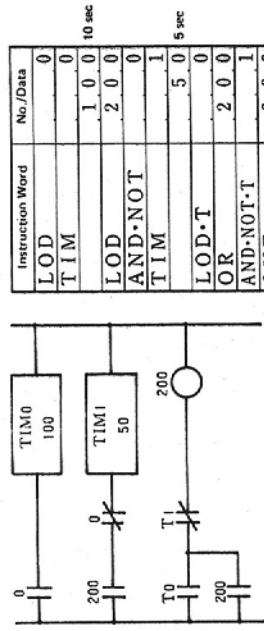 0
TIM0
100
200
0
TIM1
50
T0
T1
200
200
Instruction Word No./Data
LOD 0
TIM 0
1 0 0 10 sec
LOD 2 0 0
AND•NOT 0
TIM 1
5 0 5 sec
LOD•T 0
OR 2 0 0
AND•NOT•T 1